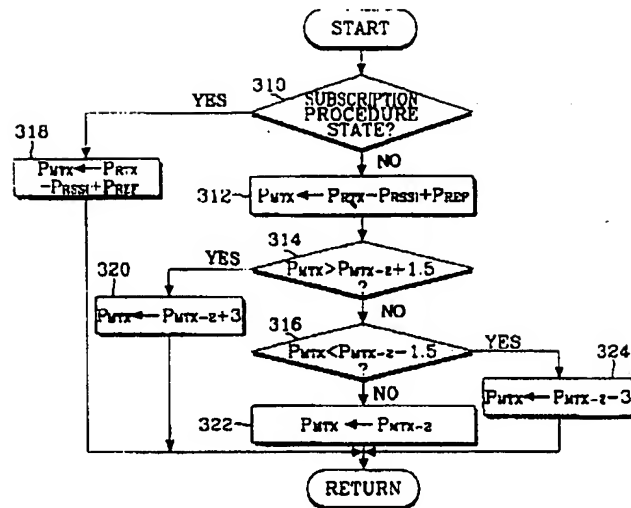 START
310
SUBSCRIPTION
PROCEDURE
STATE?
YES
NO
318
PMTX ← PRTX
−PRSSI+PREF
312
PMTX ← PRTX−PRSSI+PREF
314
YES
PMTX>PMTX-2+1.5
?
NO
320
PMTX ← PMTX-2+3
316
YES
PMTX<PMTX-2−1.5
?
NO
324
PMTX ← PMTX-2−3
322
PMTX ← PMTX-2
RETURN